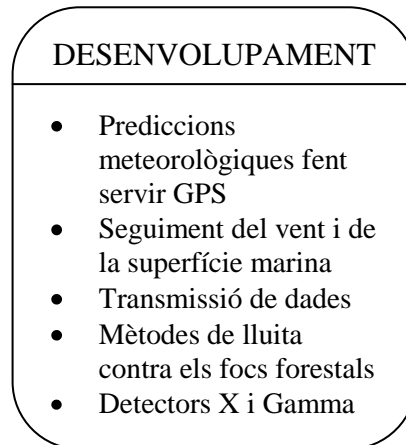 DESENVOLUPAMENT
• Prediccions
meteorològiques fent
servir GPS
• Seguiment del vent i de
la superfície marina
• Transmissió de dades
• Mètodes de lluita
contra els focs forestals
• Detectors X i Gamma